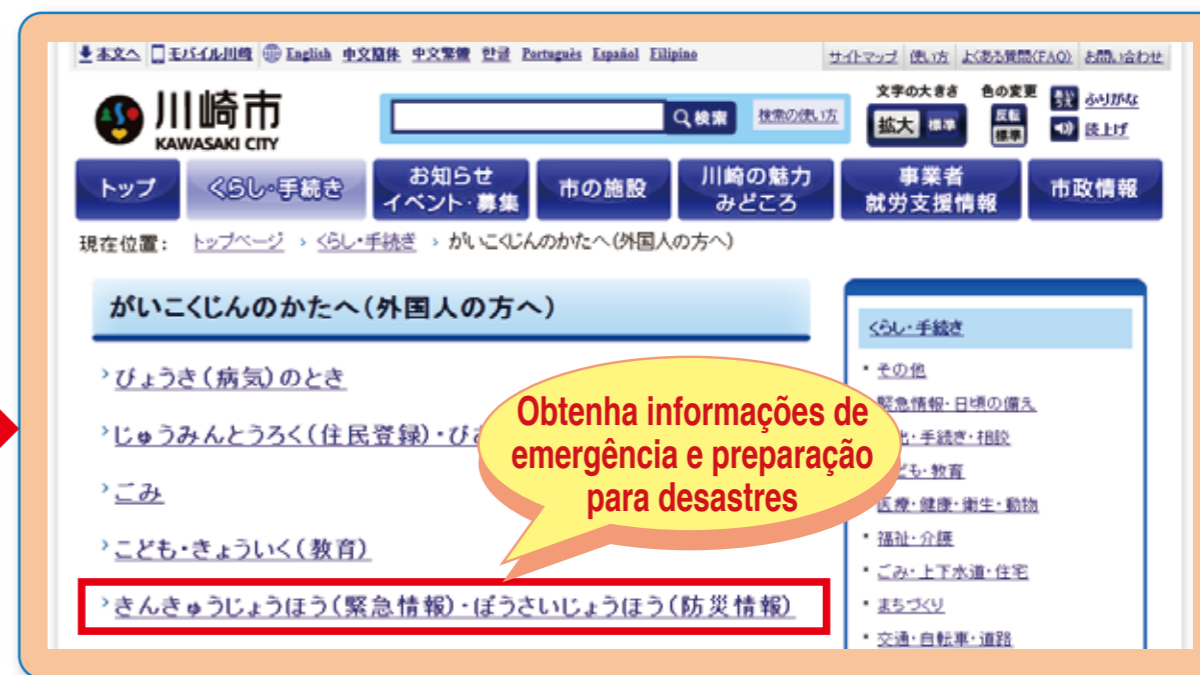 本文へ モバイル川崎 English 中文簡体 中文繁體 한글 Português Español Filipino サイトマップ 使い方 よくある質問(FAQ) お問い合わせ
川崎市
KAWASAKI CITY
検索 検索の使い方
文字の大きさ 色の変更
拡大 標準 反転 標準
ふりがな
読上げ
トップ くらし・手続き お知らせ イベント・募集 市の施設 川崎の魅力 みどころ 事業者 就労支援情報 市政情報
現在位置: トップページ › くらし・手続き › がいこくじんのかたへ(外国人の方へ)
がいこくじんのかたへ(外国人の方へ)
びょうき(病気)のとき
じゅうみんとうろく(住民登録)・びざ
ごみ
こども・きょういく(教育)
きんきゅうじょうほう(緊急情報)・ぼうさいじょうほう(防災情報)
Obtenha informações de
emergência e preparação
para desastres
くらし・手続き
その他
緊急情報・日頃の備え
手続き・相談
ども・教育
医療・健康・衛生・動物
福祉・介護
ごみ・上下水道・住宅
まちづくり
交通・自転車・道路